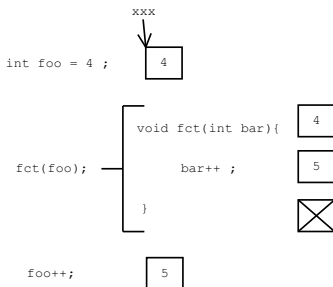 xxx
int foo = 4 ;
4
void fct(int bar){
4
fct(foo);
bar++ ;
5
}
foo++;
5